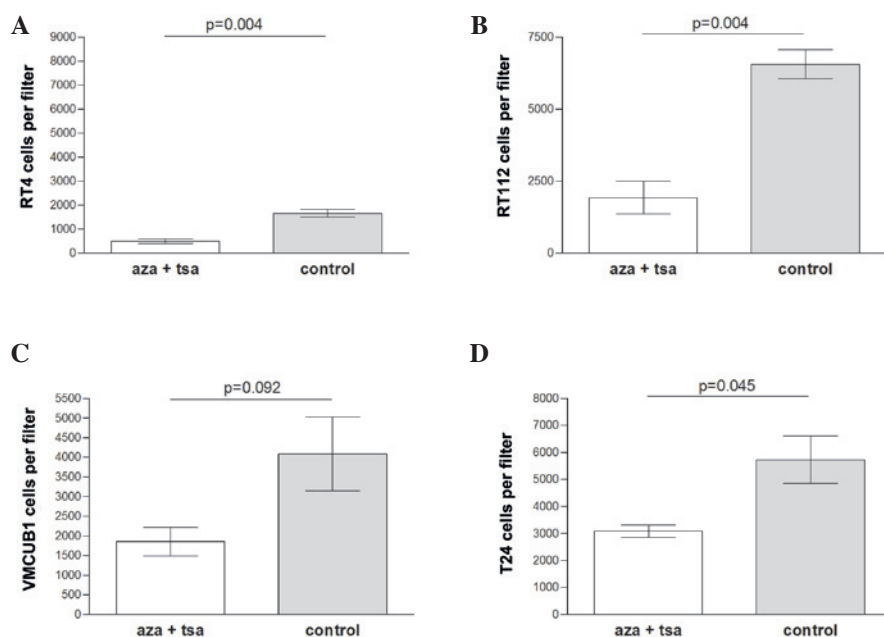 A
p=0.004
RT4 cells per filter
9000
8000
7000
6000
5000
4000
3000
2000
1000
0
aza + tsa control
B
p=0.004
RT112 cells per filter
7500
5000
2500
0
aza + tsa control
C
p=0.092
VMCUB1 cells per filter
5500
5000
4500
4000
3500
3000
2500
2000
1500
1000
500
0
aza + tsa control
D
p=0.045
T24 cells per filter
8000
7000
6000
5000
4000
3000
2000
1000
0
aza + tsa control